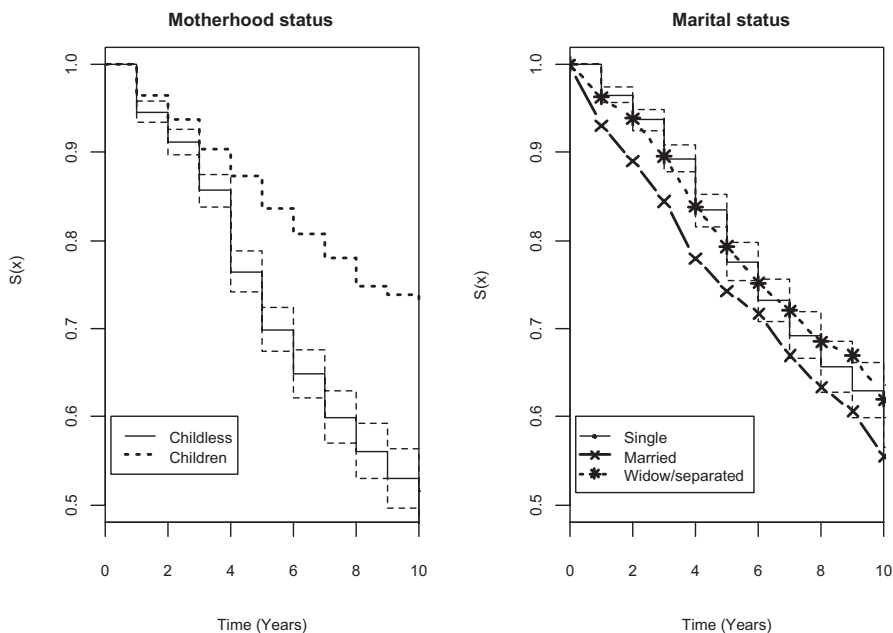 Motherhood status
S(x)
1.0
0.9
0.8
0.7
0.6
0.5
Childless
Children
0 2 4 6 8 10
Time (Years)
Marital status
S(x)
1.0
0.9
0.8
0.7
0.6
0.5
Single
Married
Widow/separated
0 2 4 6 8 10
Time (Years)